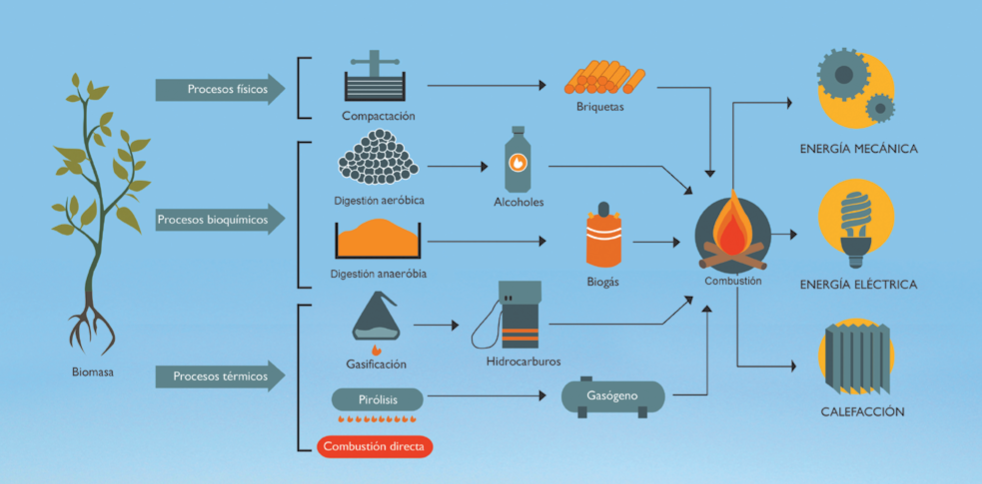 Biomasa
Procesos físicos
Compactación
Briquetas
Procesos bioquímicos
Digestión aeróbica
Alcoholes
Digestión anaeróbia
Biogás
Procesos térmicos
Gasificación
Hidrocarburos
Pirólisis
Gasógeno
Combustión directa
Combustión
ENERGÍA MECÁNICA
ENERGÍA ELÉCTRICA
CALEFACCIÓN